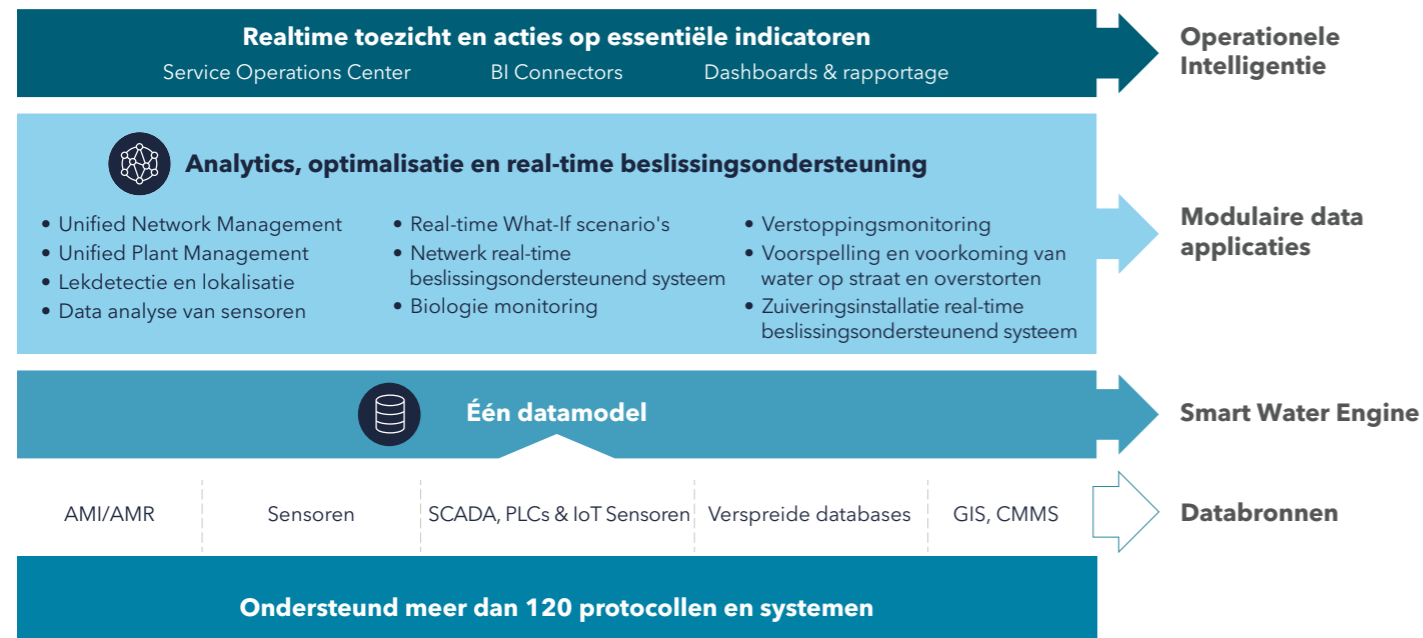 Realtime toezicht en acties op essentiële indicatoren
Service Operations Center BI Connectors Dashboards & rapportage
Operationele
Intelligentie
Analytics, optimalisatie en real-time beslissingsondersteuning
• Unified Network Management
• Unified Plant Management
• Lekdetectie en lokalisatie
• Data analyse van sensoren
• Real-time What-If scenario's
• Netwerk real-time
beslissingsondersteunend systeem
• Biologie monitoring
• Verstoppingsmonitoring
• Voorspelling en voorkoming van
water op straat en overstorten
• Zuiveringsinstallatie real-time
beslissingsondersteunend systeem
Modulaire data
applicaties
Één datamodel
Smart Water Engine
AMI/AMR Sensoren SCADA, PLCs & IoT Sensoren Verspreide databases GIS, CMMS
Databronnen
Ondersteund meer dan 120 protocollen en systemen